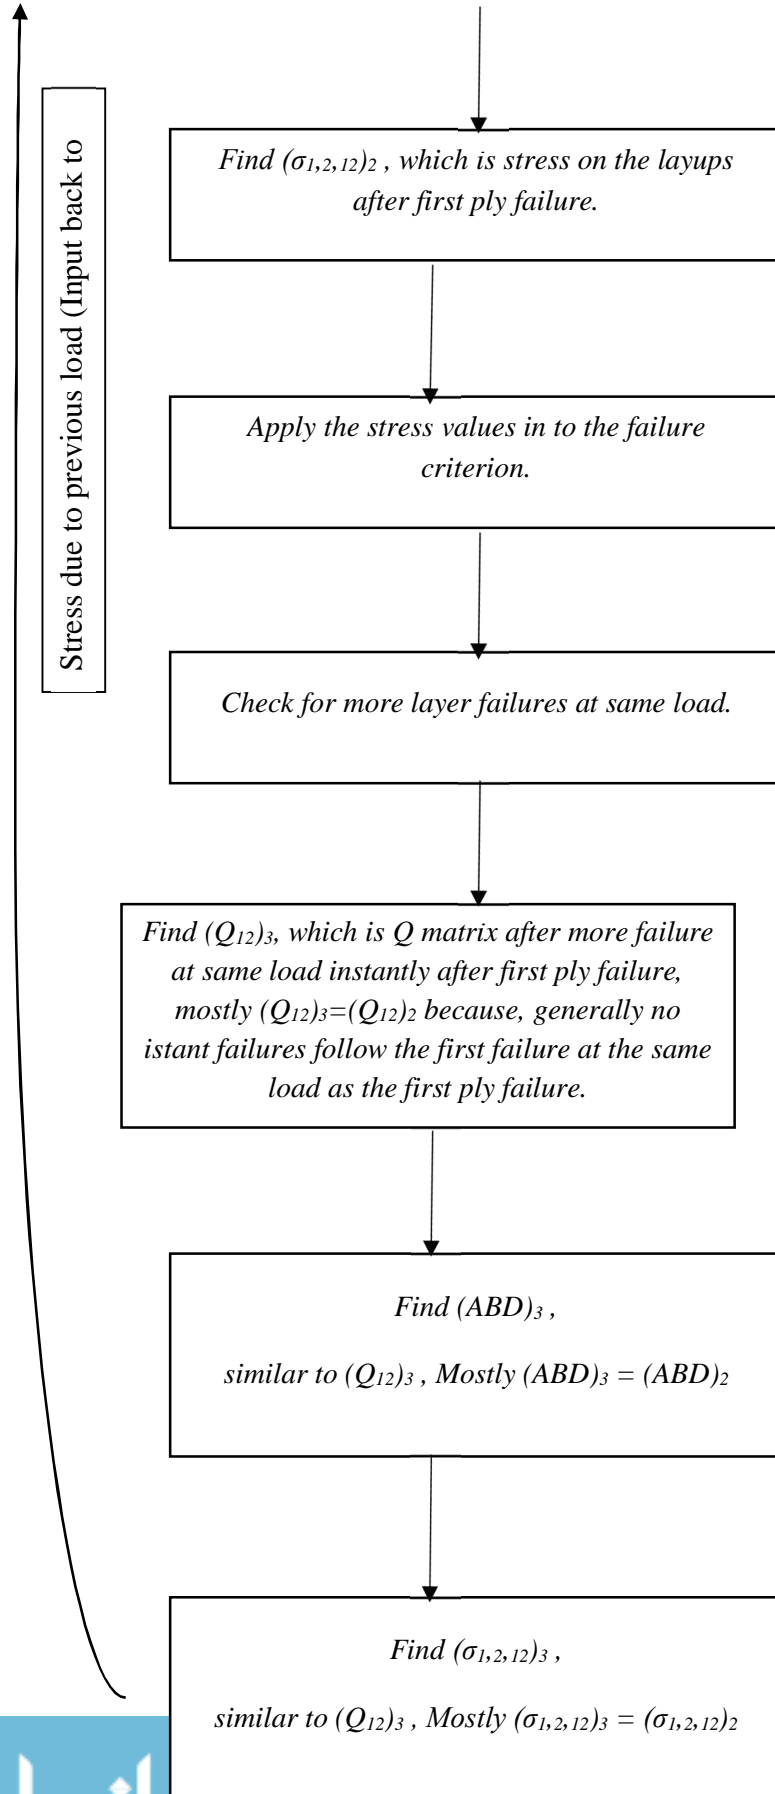 Find (σ1,2,12)2 , which is stress on the layups
after first ply failure.
Stress due to previous load (Input back to
Apply the stress values in to the failure
criterion.
Check for more layer failures at same load.
Find (Q12)3, which is Q matrix after more failure
at same load instantly after first ply failure,
mostly (Q12)3=(Q12)2 because, generally no
istant failures follow the first failure at the same
load as the first ply failure.
Find (ABD)3 ,
similar to (Q12)3 , Mostly (ABD)3 = (ABD)2
Find (σ1,2,12)3 ,
similar to (Q12)3 , Mostly (σ1,2,12)3 = (σ1,2,12)2